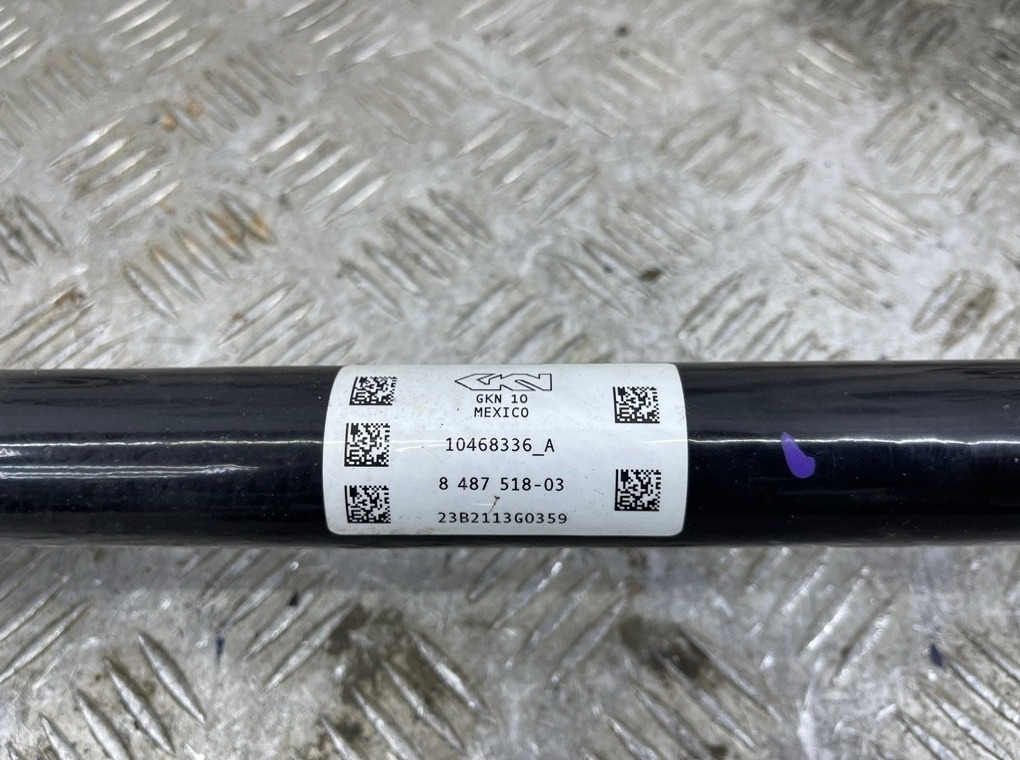 GKN
GKN 10
MEXICO
10468336_A
8 487 518-03
23B2113G0359